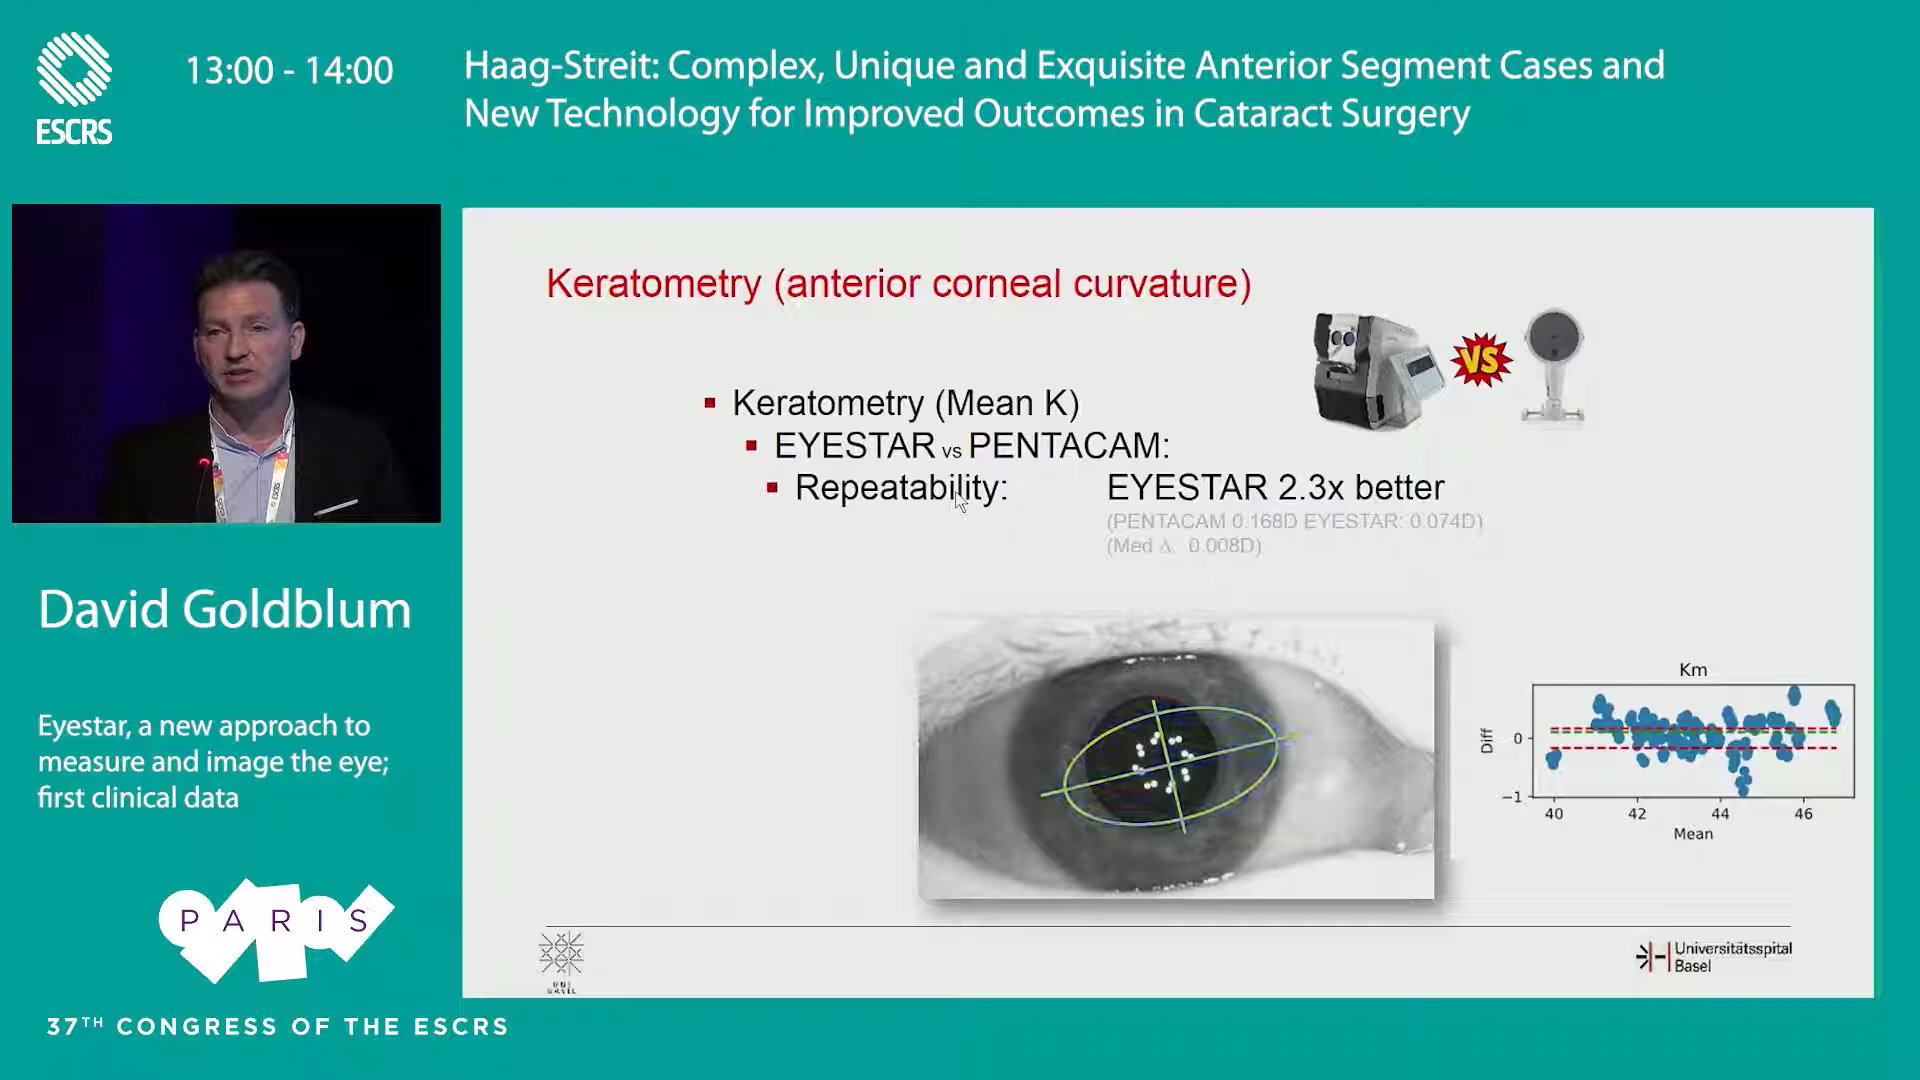 ESCRS
13:00 - 14:00
Haag-Streit: Complex, Unique and Exquisite Anterior Segment Cases and
New Technology for Improved Outcomes in Cataract Surgery
Keratometry (anterior corneal curvature)
VS
Keratometry (Mean K)
EYESTAR vs PENTACAM:
Repeatability: EYESTAR 2.3x better
(PENTACAM 0.168D EYESTAR: 0.074D)
(Med Δ. 0.008D)
David Goldblum
Eyestar, a new approach to
measure and image the eye;
first clinical data
Km
Diff
0
−1
40 42 44 46
Mean
PARIS
UNI
BASEL
Universitätsspital
Basel
37TH CONGRESS OF THE ESCRS